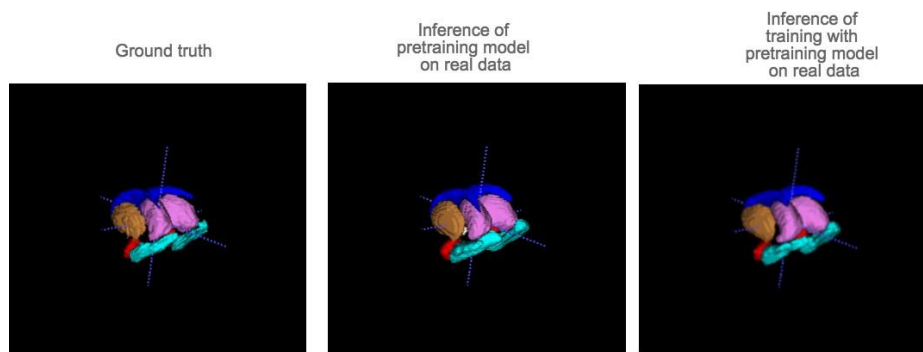 Ground truth
Inference of
pretraining model
on real data
Inference of
training with
pretraining model
on real data